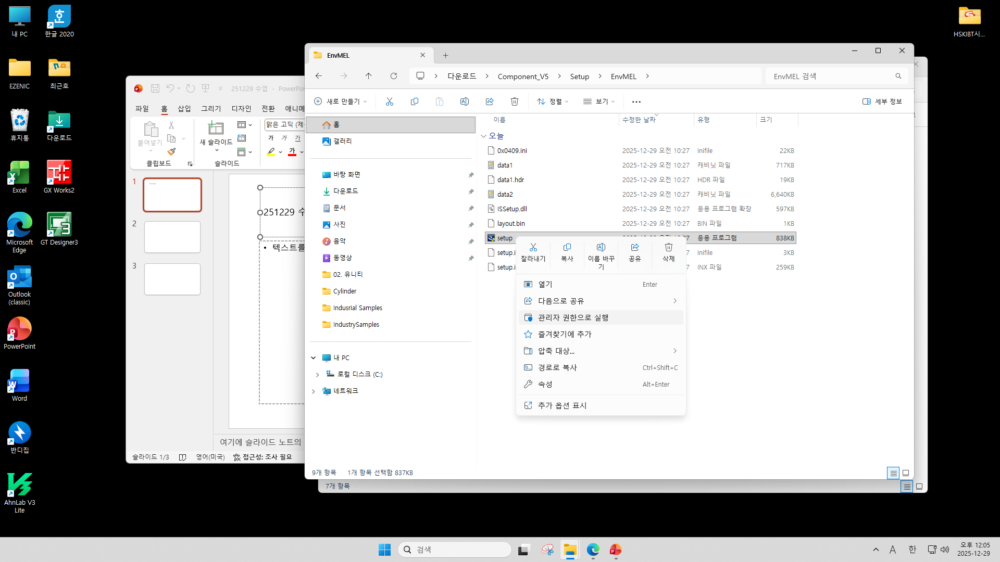 내 PC
한글 2020
EZENIC
최근호
휴지통
다운로드
Excel
GX Works2
Microsoft
Edge
GT Designer3
Outlook
(classic)
PowerPoint
Word
반디집
AhnLab V3
Lite
HSKIBT시...
251229 수업 - PowerPoi
파일
홈
삽입
그리기
디자인
전환
애니메
붙여넣기
새 슬라이드
맑은 고딕 (제
가 가 가
가
클립보드
슬라이드
1
2
3
251229 수
• 텍스트를
여기에 슬라이드 노트의
슬라이드 1/3
영어(미국)
접근성: 조사 필요
EnvMEL
다운로드 > Component_V5 > Setup > EnvMEL >
EnvMEL 검색
새로 만들기
정렬
보기
세부 정보
홈
갤러리
바탕 화면
다운로드
문서
사진
음악
동영상
02. 유니티
Cylinder
Indusrial Samples
IndustrySamples
내 PC
로컬 디스크 (C:)
네트워크
이름 수정한 날짜 유형 크기
오늘
0x0409.ini 2025-12-29 오전 10:27 inifile 22KB
data1 2025-12-29 오전 10:27 캐비닛 파일 717KB
data1.hdr 2025-12-29 오전 10:27 HDR 파일 19KB
data2 2025-12-29 오전 10:27 캐비닛 파일 6,640KB
ISSetup.dll 2025-12-29 오전 10:27 응용 프로그램 확장 597KB
layout.bin 2025-12-29 오전 10:27 BIN 파일 1KB
setup 응용 프로그램 838KB
setup.i 7 inifile 3KB
setup.i 7 INX 파일 259KB
잘라내기
복사
이름 바꾸
기
공유
삭제
열기 Enter
다음으로 공유
관리자 권한으로 실행
즐겨찾기에 추가
압축 대상...
경로로 복사 Ctrl+Shift+C
속성 Alt+Enter
추가 옵션 표시
9개 항목
1개 항목 선택함 837KB
7개 항목
검색
A
한
오후 12:05
2025-12-29